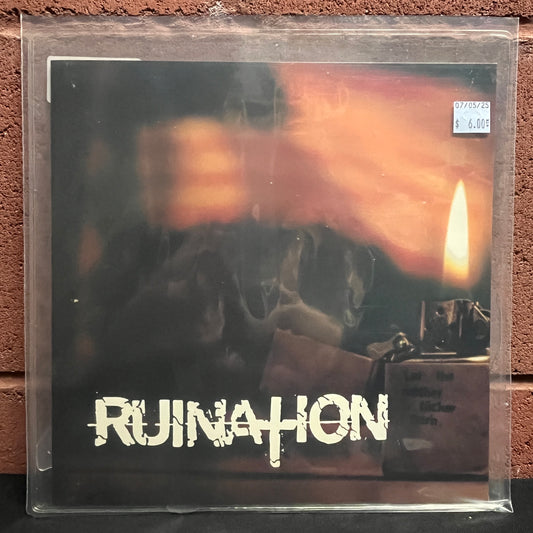 07/05/25
$ 6.00
RUINATION
Let the